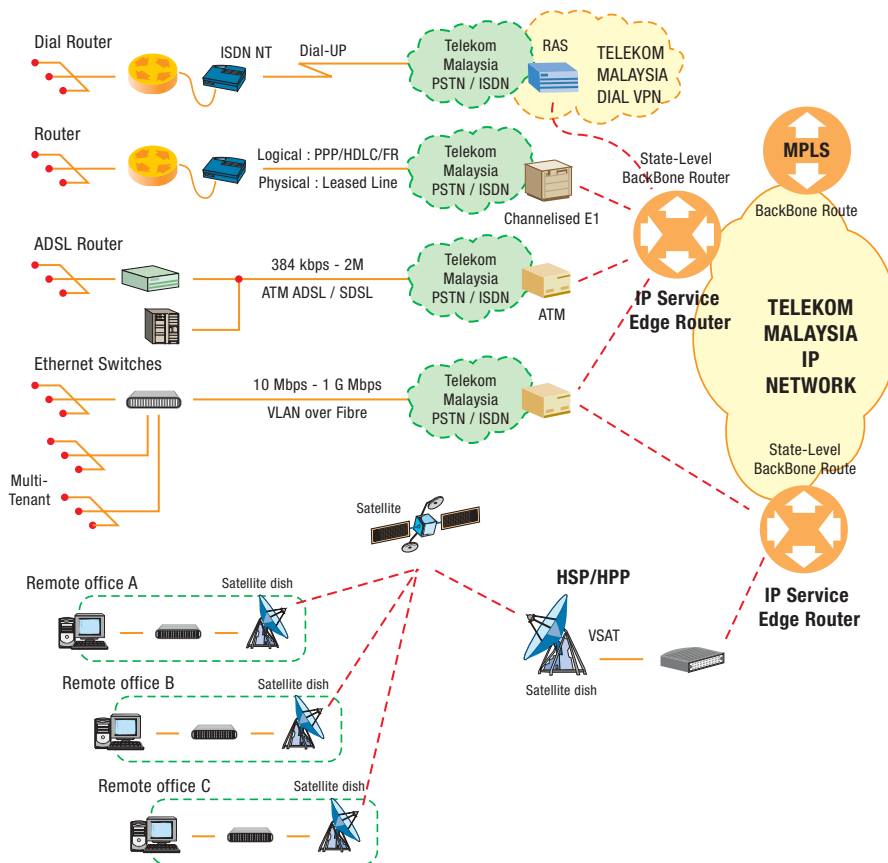 Dial Router
ISDN NT
Dial-UP
Telekom
Malaysia
PSTN / ISDN
RAS
TELEKOM
MALAYSIA
DIAL VPN
Router
Logical : PPP/HDLC/FR
Physical : Leased Line
Telekom
Malaysia
PSTN / ISDN
Channelised E1
State-Level
BackBone Router
MPLS
BackBone Route
ADSL Router
384 kbps - 2M
ATM ADSL / SDSL
Telekom
Malaysia
PSTN / ISDN
ATM
IP Service
Edge Router
TELEKOM
MALAYSIA
IP
NETWORK
Ethernet Switches
10 Mbps - 1 G Mbps
VLAN over Fibre
Telekom
Malaysia
PSTN / ISDN
Multi-
Tenant
State-Level
BackBone Route
Satellite
IP Service
Edge Router
Remote office A
Satellite dish
HSP/HPP
VSAT
Satellite dish
Remote office B
Satellite dish
Remote office C
Satellite dish